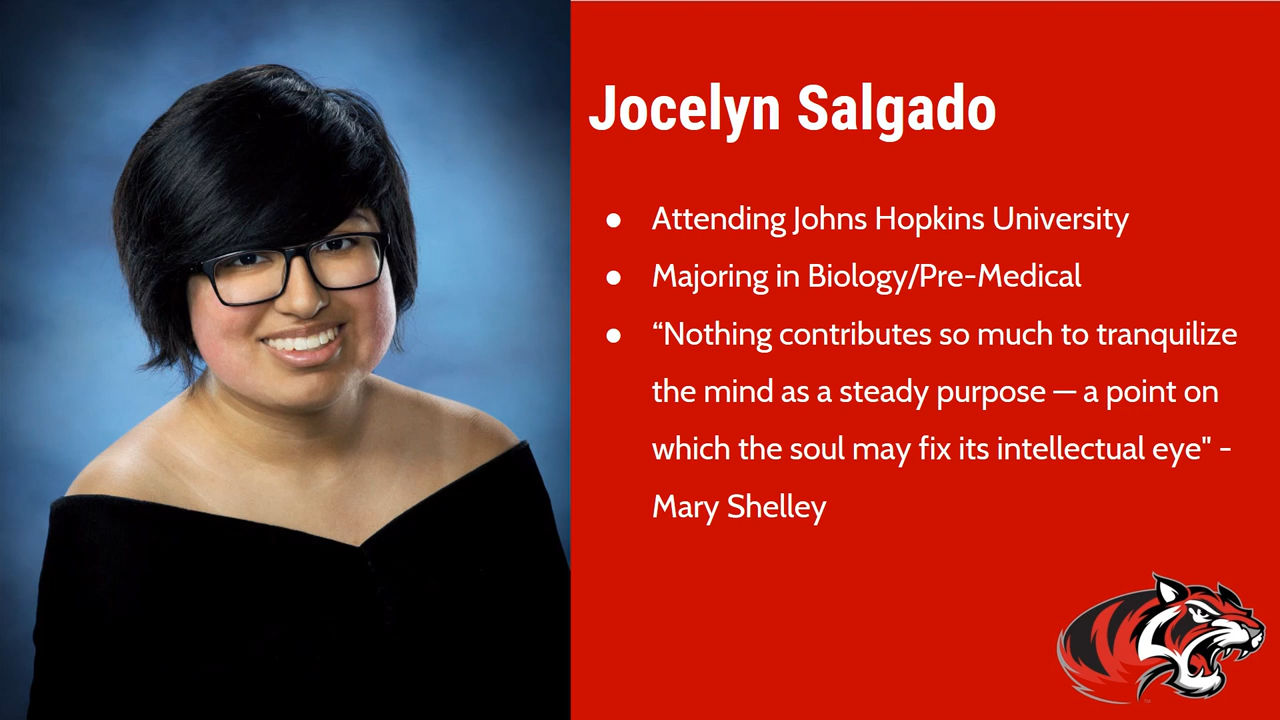 Jocelyn Salgado
● Attending Johns Hopkins University
● Majoring in Biology/Pre-Medical
● “Nothing contributes so much to tranquilize
the mind as a steady purpose — a point on
which the soul may fix its intellectual eye" -
Mary Shelley